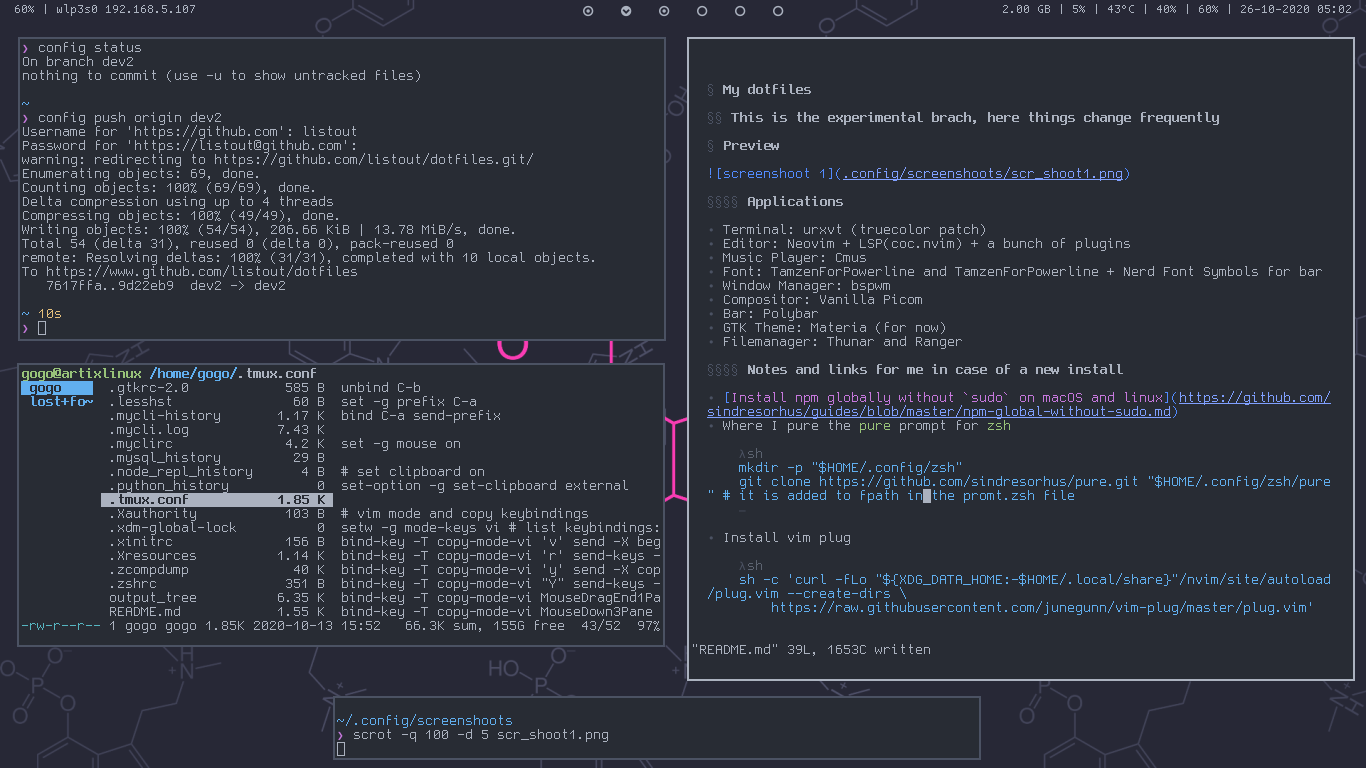 60% | wlp3s0 192.168.5.107
2.00 GB | 5% | 43°C | 40% | 60% | 26-10-2020 05:02
❯ config status
On branch dev2
nothing to commit (use -u to show untracked files)
~
❯ config push origin dev2
Username for 'https://github.com': listout
Password for 'https://listout@github.com':
warning: redirecting to https://github.com/listout/dotfiles.git/
Enumerating objects: 69, done.
Counting objects: 100% (69/69), done.
Delta compression using up to 4 threads
Compressing objects: 100% (49/49), done.
Writing objects: 100% (54/54), 206.66 KiB | 13.78 MiB/s, done.
Total 54 (delta 31), reused 0 (delta 0), pack-reused 0
remote: Resolving deltas: 100% (31/31), completed with 10 local objects.
To https://www.github.com/listout/dotfiles
7617ffa..9d22eb9  dev2 -> dev2
~ 10s
❯
gogo@artixlinux /home/gogo/.tmux.conf
gogo .gtkrc-2.0 585 B unbind C-b
lost+fo~ .lesshst 60 B set -g prefix C-a
.mycli-history 1.17 K bind C-a send-prefix
.mycli.log 7.43 K
.myclirc 4.2 K set -g mouse on
.mysql_history 29 B
.node_repl_history 4 B # set clipboard on
.python_history 0 set-option -g set-clipboard external
.tmux.conf 1.85 K
.Xauthority 103 B # vim mode and copy keybindings
.xdm-global-lock 0 setw -g mode-keys vi # list keybindings:
.xinitrc 156 B bind-key -T copy-mode-vi 'v' send -X beg
.Xresources 1.14 K bind-key -T copy-mode-vi 'r' send-keys -
.zcompdump 40 K bind-key -T copy-mode-vi 'y' send -X cop
.zshrc 351 B bind-key -T copy-mode-vi "Y" send-keys -
output_tree 6.35 K bind-key -T copy-mode-vi MouseDragEnd1Pa
README.md 1.55 K bind-key -T copy-mode-vi MouseDown3Pane
-rw-r--r-- 1 gogo gogo 1.85K 2020-10-13 15:52 66.3K sum, 155G free 43/52 97%
§ My dotfiles
§§ This is the experimental brach, here things change frequently
§ Preview
![screenshoot 1](.config/screenshoots/scr_shoot1.png)
§§§§ Applications
• Terminal: urxvt (truecolor patch)
• Editor: Neovim + LSP(coc.nvim) + a bunch of plugins
• Music Player: Cmus
• Font: TamzenForPowerline and TamzenForPowerline + Nerd Font Symbols for bar
• Window Manager: bspwm
• Compositor: Vanilla Picom
• Bar: Polybar
• GTK Theme: Materia (for now)
• Filemanager: Thunar and Ranger
§§§§ Notes and links for me in case of a new install
• [Install npm globally without `sudo` on macOS and linux](https://github.com/
sindresorhus/guides/blob/master/npm-global-without-sudo.md)
• Where I pure the pure prompt for zsh
λsh
mkdir -p "$HOME/.config/zsh"
git clone https://github.com/sindresorhus/pure.git "$HOME/.config/zsh/pure
" # it is added to fpath in the promt.zsh file
• Install vim plug
λsh
sh -c 'curl -fLo "${XDG_DATA_HOME:-$HOME/.local/share}"/nvim/site/autoload
/plug.vim --create-dirs \
https://raw.githubusercontent.com/junegunn/vim-plug/master/plug.vim'
"README.md" 39L, 1653C written
HO
~/.config/screenshoots
❯ scrot -q 100 -d 5 scr_shoot1.png